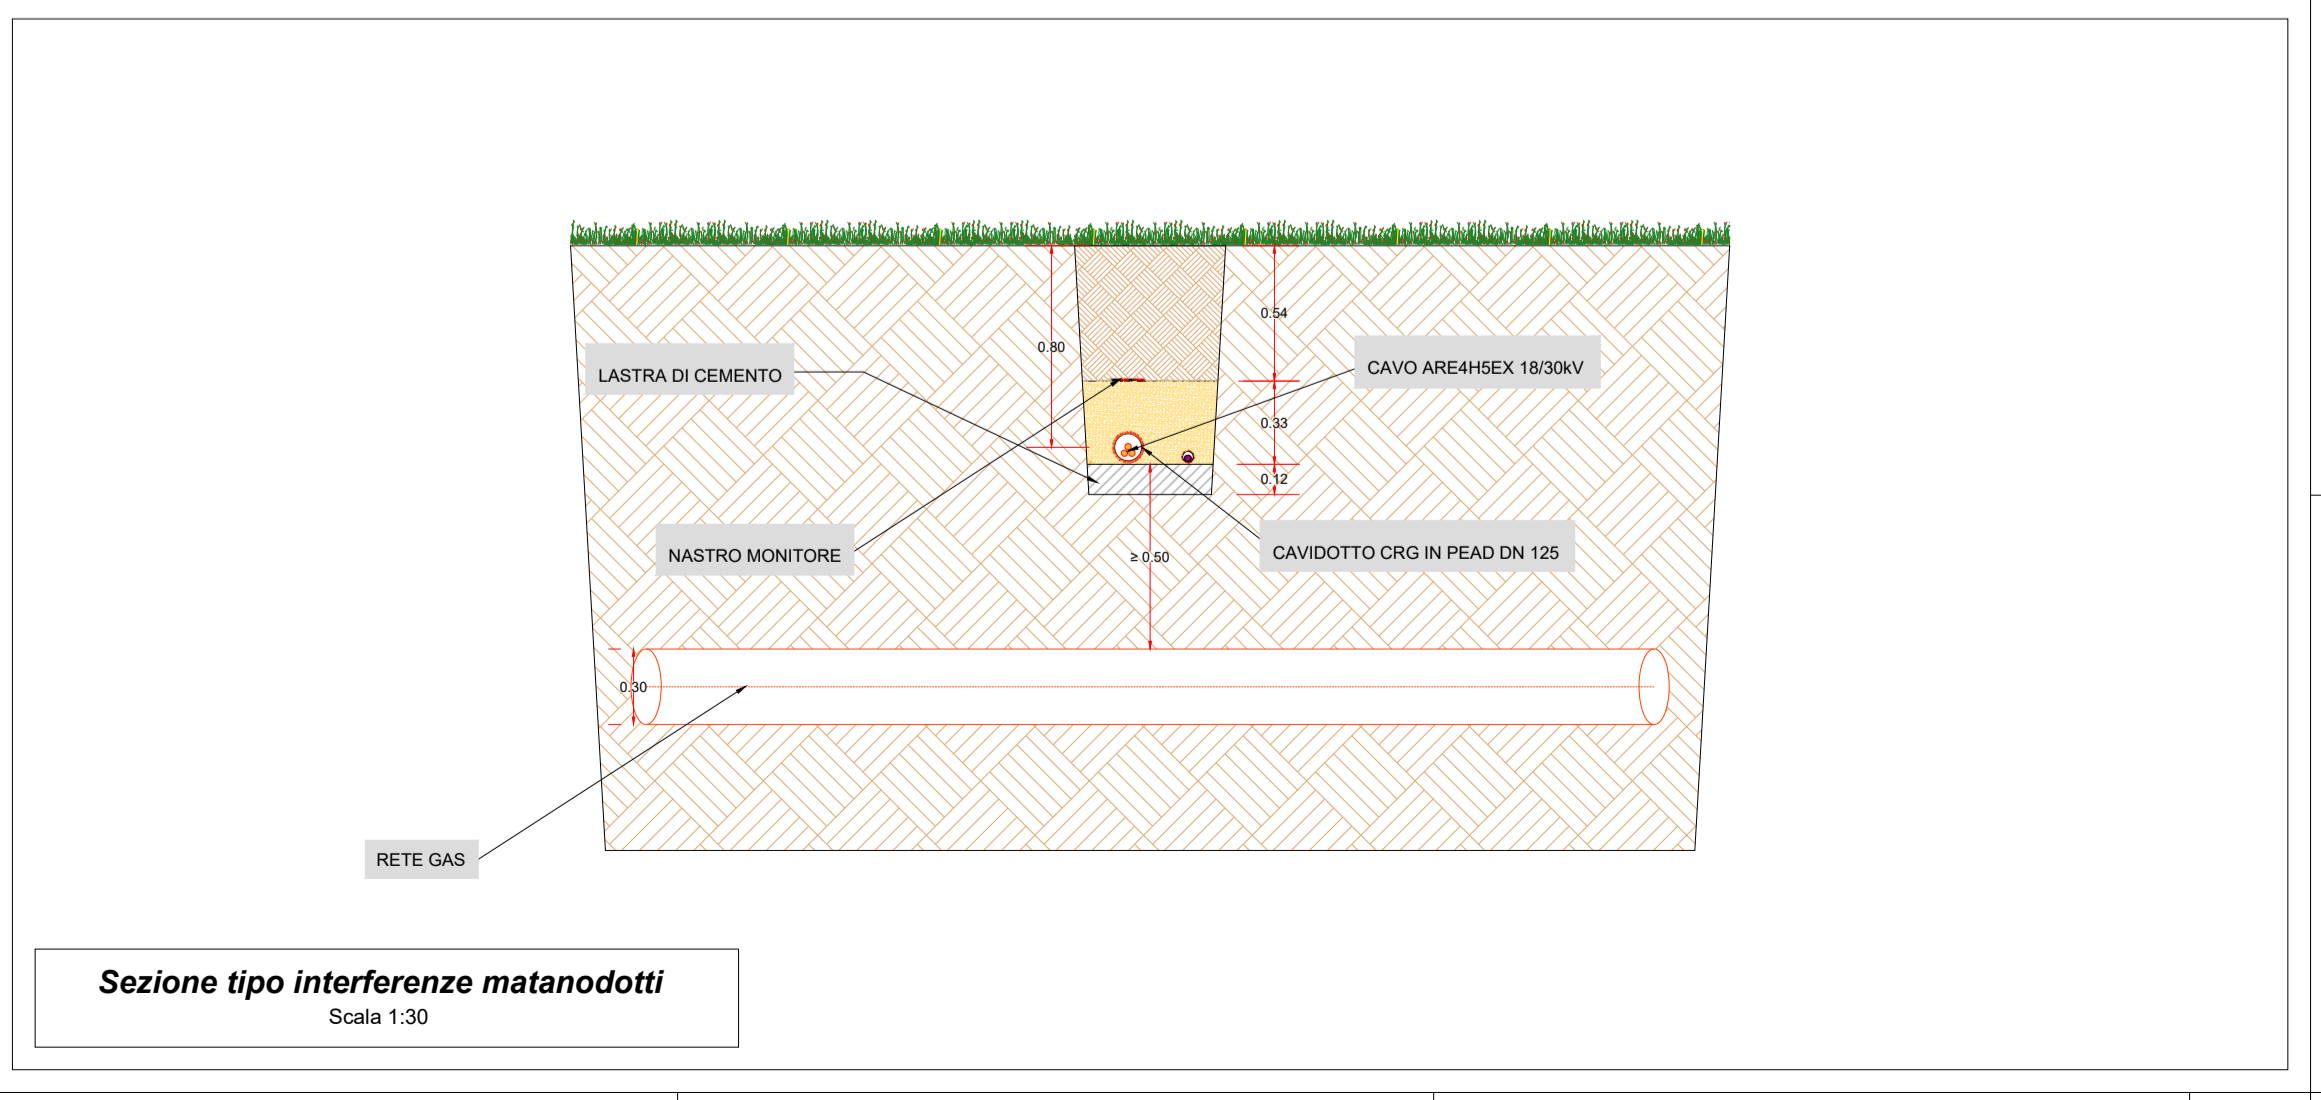 0.54
0.80
LASTRA DI CEMENTO
CAVO ARE4H5EX 18/30kV
0.33
0.12
NASTRO MONITORE
≥ 0.50
CAVIDOTTO CRG IN PEAD DN 125
0.30
RETE GAS
Sezione tipo interferenze matanodotti
Scala 1:30